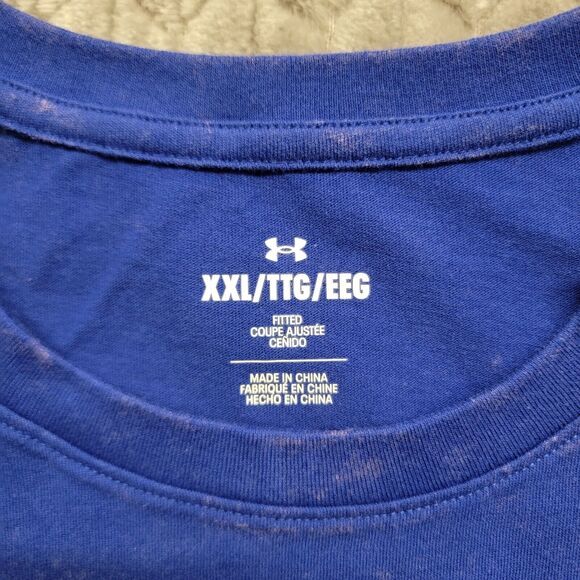 XXL/TTG/EEG
FITTED
COUPE AJUSTÉE
CEÑIDO
MADE IN CHINA
FABRIQUÉ EN CHINE
HECHO EN CHINA